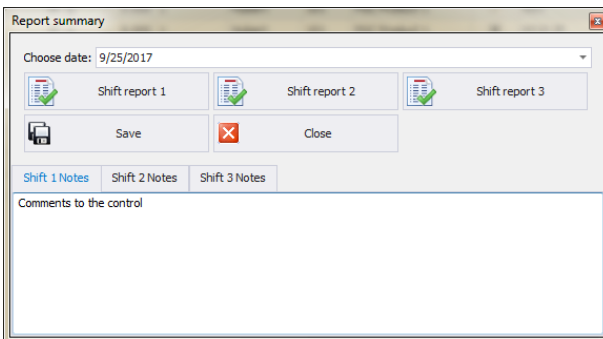 Report summary
Choose date: 9/25/2017
Shift report 1 Shift report 2 Shift report 3
Save Close
Shift 1 Notes Shift 2 Notes Shift 3 Notes
Comments to the control